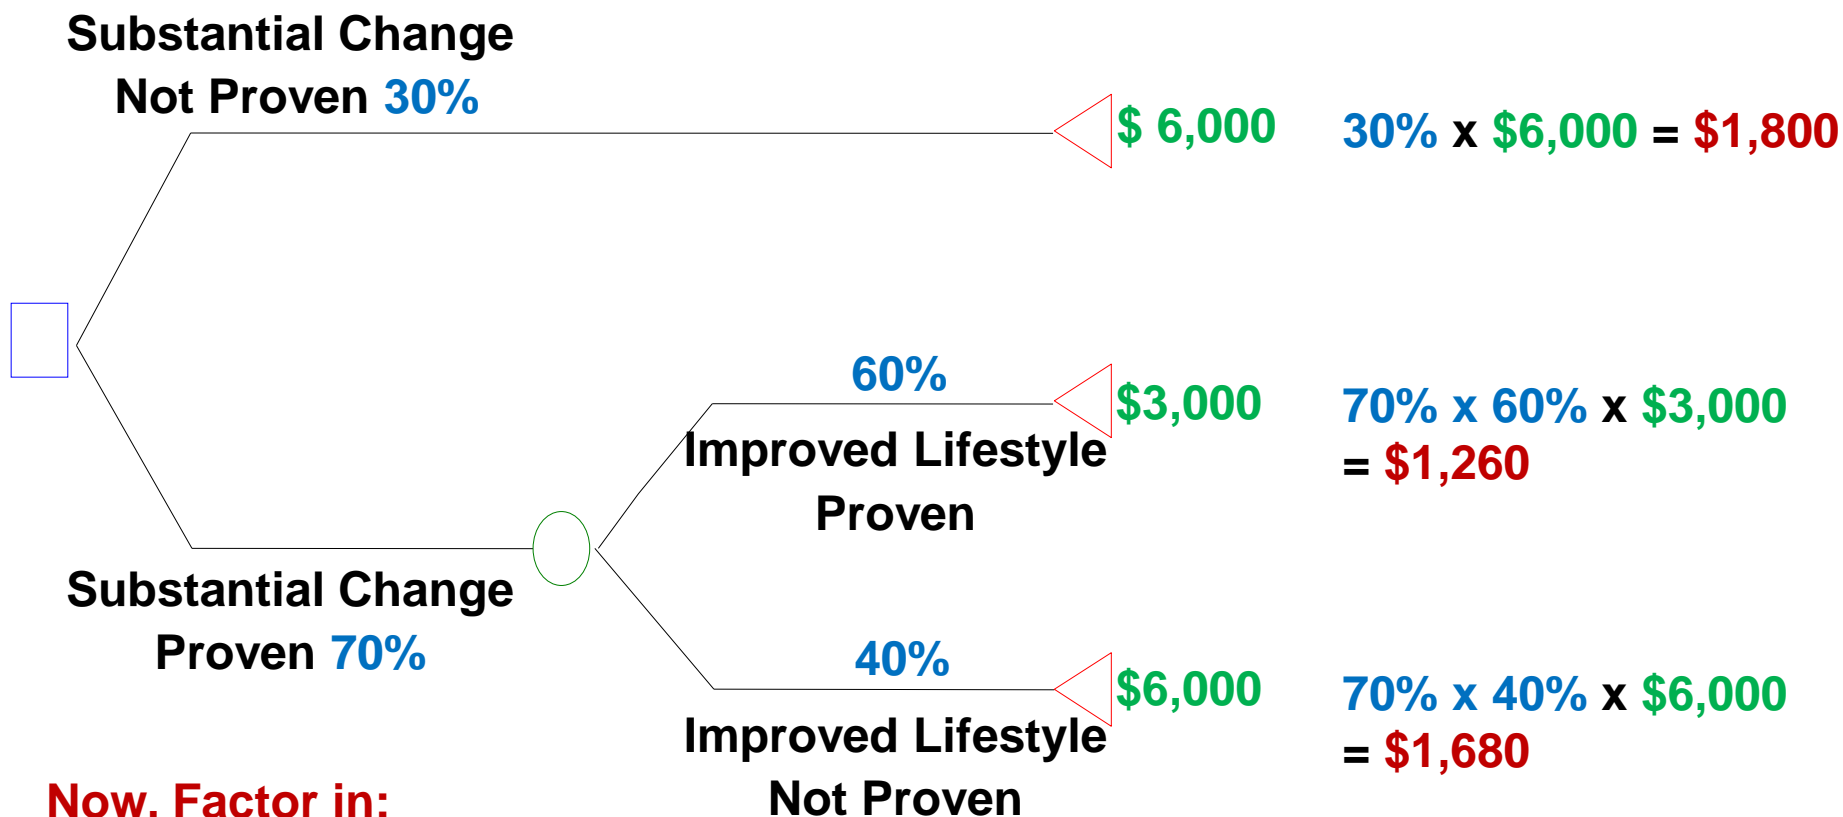 Substantial Change
Not Proven 30%
$ 6,000
30% x $6,000 = $1,800
60%
$3,000
70% x 60% x $3,000
= $1,260
Improved Lifestyle
Proven
Substantial Change
Proven 70%
40%
$6,000
70% x 40% x $6,000
= $1,680
Improved Lifestyle
Not Proven
Now. Factor in: